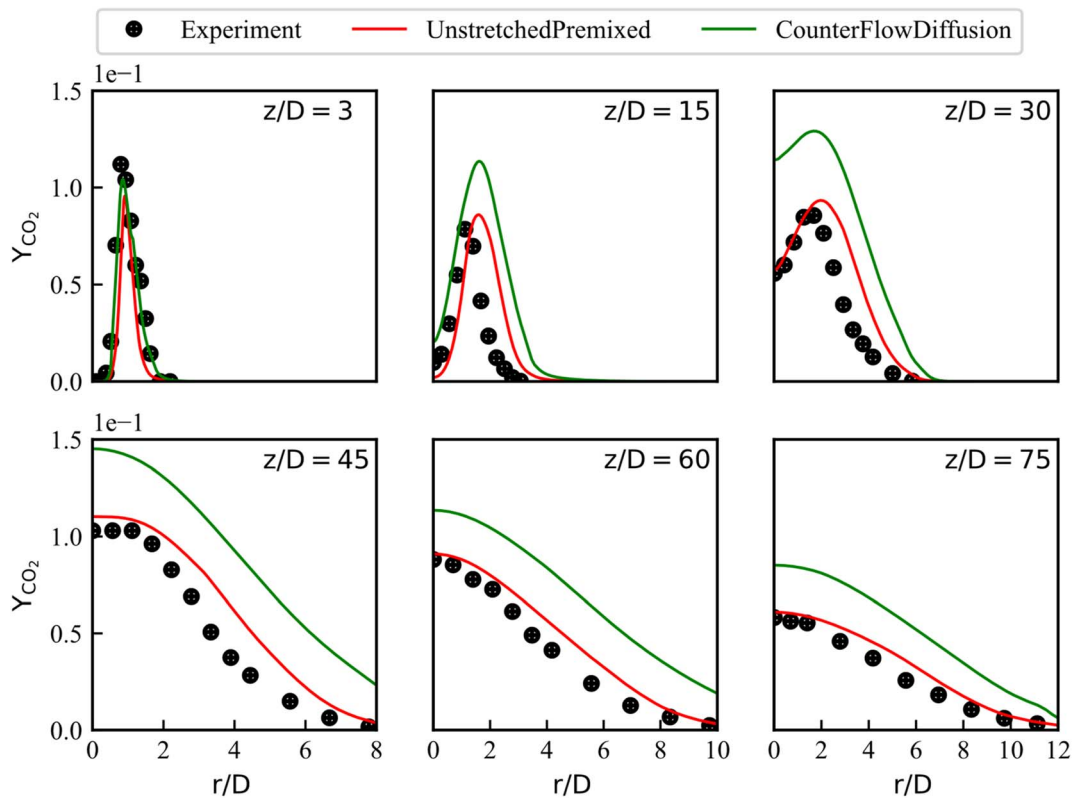 Experiment UnstretchedPremixed CounterFlowDiffusion
1e−1
1.5
1.0
0.5
0.0
Y_CO₂
z/D = 3
z/D = 15
z/D = 30
1e−1
1.5
1.0
0.5
0.0
Y_CO₂
z/D = 45
z/D = 60
z/D = 75
0 2 4 6 8
0 2 4 6 8 10
0 2 4 6 8 10 12
r/D
r/D
r/D